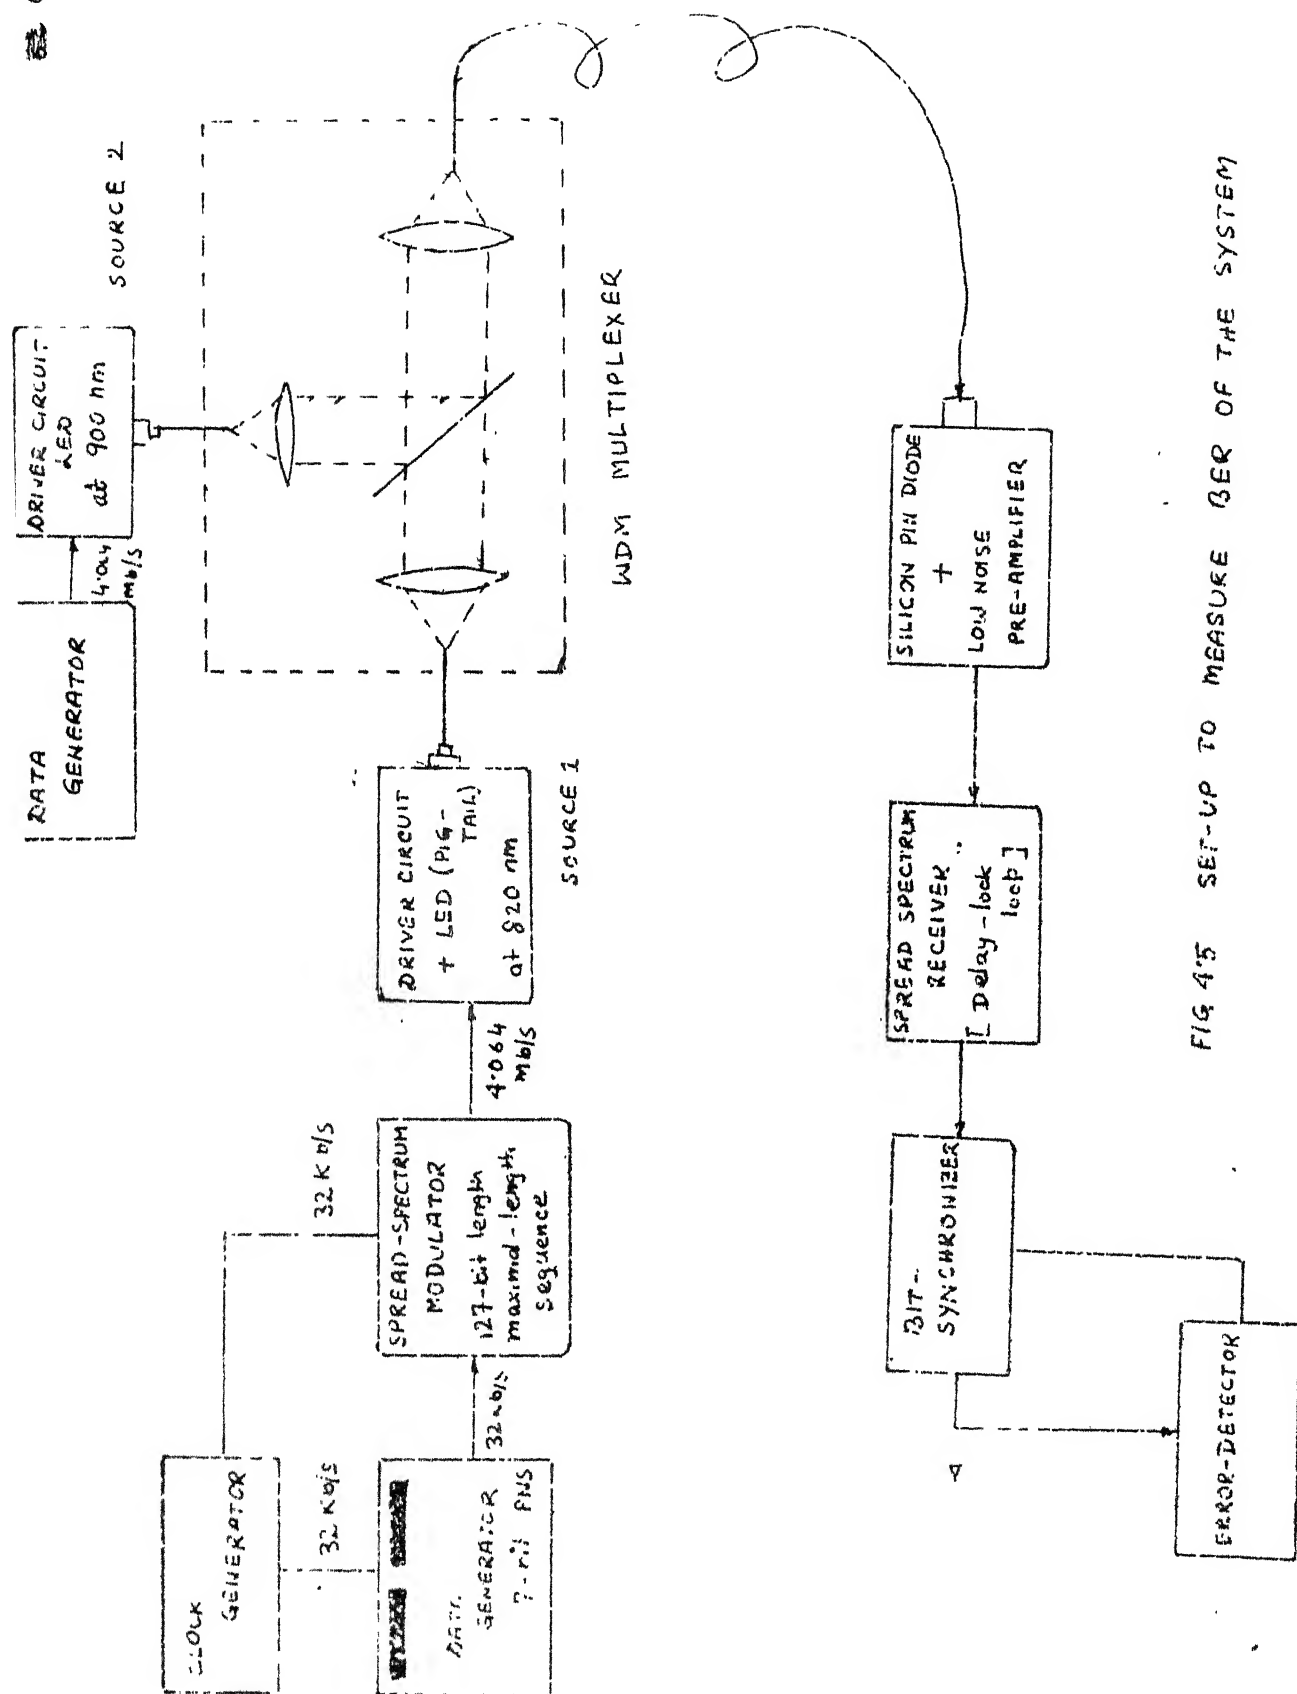 CLOCK
GENERATOR
32 Kb/s
32 Kb/s
DATA
GENERATOR
7-bit PNS
32 kb/s
SPREAD-SPECTRUM
MODULATOR
127-bit length
maximal-length
sequence
4.064
mb/s
DRIVER CIRCUIT
+ LED (PIG-
TAIL)
at 820 nm
SOURCE 1
DATA
GENERATOR
4.064
mb/s
DRIVER CIRCUIT
LED
at 900 nm
SOURCE 2
WDM MULTIPLEXER
SILICON PIN DIODE
+
LOW NOISE
PRE-AMPLIFIER
SPREAD SPECTRUM
RECEIVER
[Delay-lock
loop]
BIT-
SYNCHRONIZER
ERROR-DETECTOR
FIG 4.5 SET-UP TO MEASURE BER OF THE SYSTEM